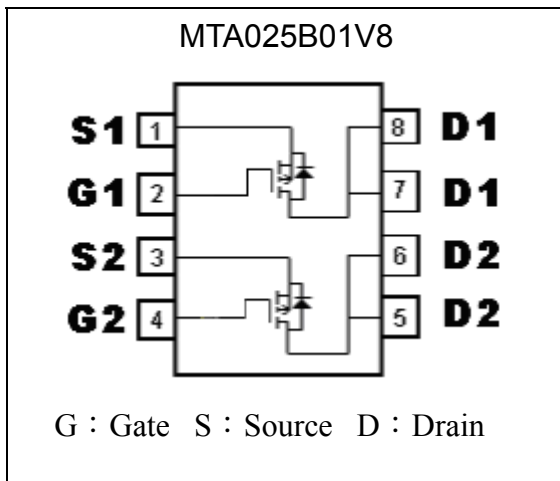 MTA025B01V8
S1 1 8 D1
G1 2 7 D1
S2 3 6 D2
G2 4 5 D2
G：Gate S：Source D：Drain